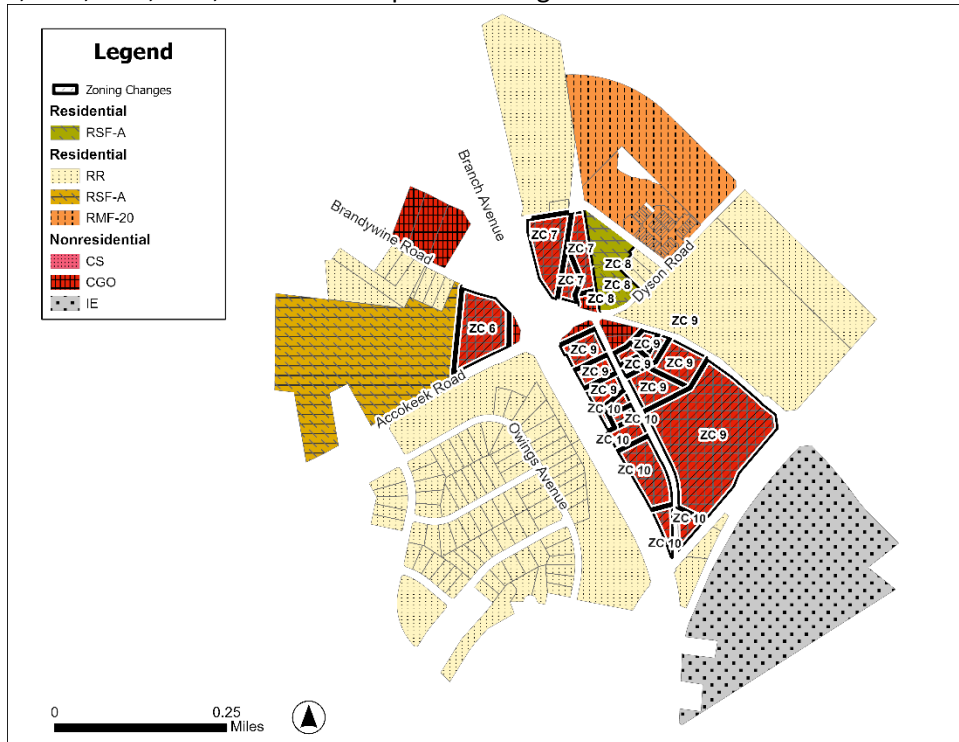 Legend
Zoning Changes
Residential
RSF-A
Residential
RR
RSF-A
RMF-20
Nonresidential
CS
CGO
IE
Branch Avenue
Brandywine Road
ZC 7
ZC 7
ZC 7
ZC 8
ZC 8
ZC 8
Dyson Road
ZC 6
Accokeek Road
ZC 9
ZC 9
ZC 9
ZC 9
ZC 9
ZC 9
ZC 9
ZC 9
ZC 9
ZC 10
ZC 10
ZC 10
ZC 10
ZC 10
ZC 10
Owings Avenue
0
0.25
Miles